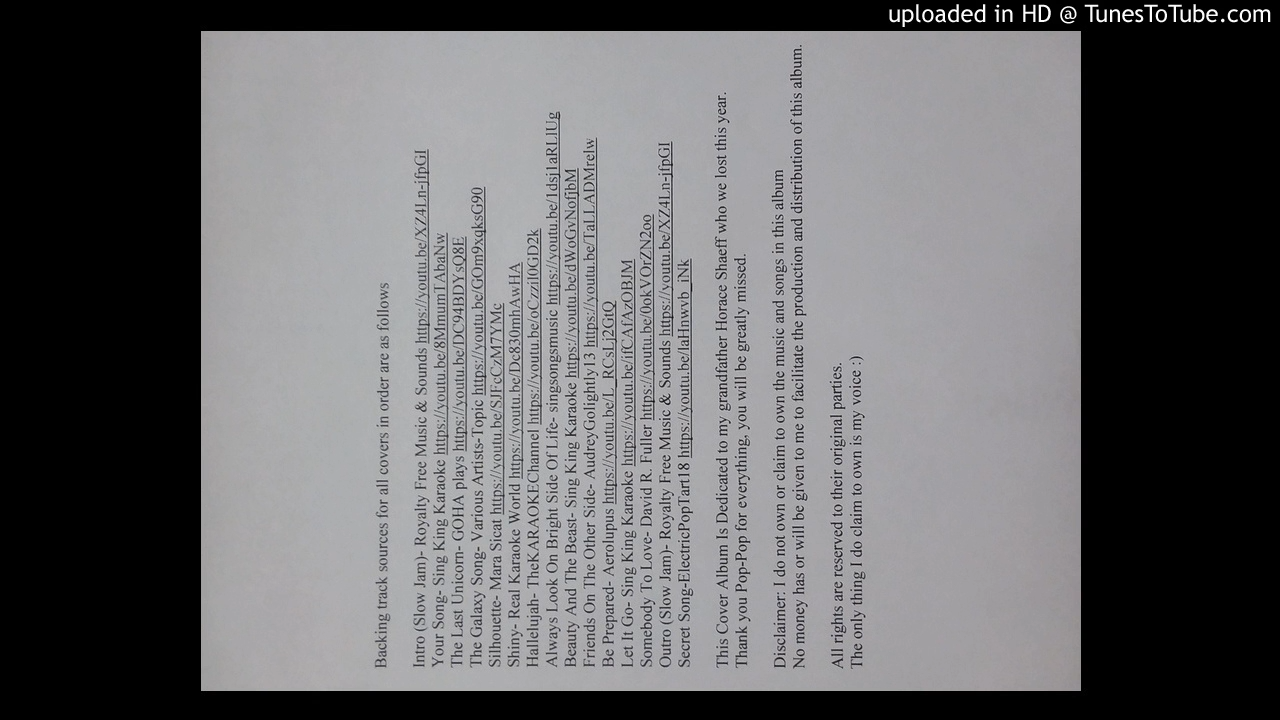 uploaded in HD @ TunesToTube.com
Backing track sources for all covers in order are as follows
Intro (Slow Jam)- Royalty Free Music & Sounds https://youtu.be/XZ4Ln-jfpGI
Your Song- Sing King Karaoke https://youtu.be/8MmumTAbaNw
The Last Unicorn- GOHA plays https://youtu.be/DC94BDYsQ8E
The Galaxy Song- Various Artists-Topic https://youtu.be/GOm9xqksG90
Silhouette- Mara Sicat https://youtu.be/SJFcCzM7YMc
Shiny- Real Karaoke World https://youtu.be/Dc830mhAwHA
Hallelujah- TheKARAOKEChannel https://youtu.be/oCzziI0GD2k
Always Look On Bright Side Of Life- singsongsmusic https://youtu.be/1dsj1aRLlUg
Beauty And The Beast- Sing King Karaoke https://youtu.be/dWoGvNofjbM
Friends On The Other Side- AudreyGolightly13 https://youtu.be/TaLLADMrelw
Be Prepared- Aerolupus https://youtu.be/L_RCsLj2GtQ
Let It Go- Sing King Karaoke https://youtu.be/ifCAfAzOBJM
Somebody To Love- David R. Fuller https://youtu.be/0okVOrZN2oo
Outro (Slow Jam)- Royalty Free Music & Sounds https://youtu.be/XZ4Ln-jfpGI
Secret Song-ElectricPopTart18 https://youtu.be/laHnwvb_iNk
This Cover Album Is Dedicated to my grandfather Horace Shaeff who we lost this year.
Thank you Pop-Pop for everything, you will be greatly missed.
Disclaimer: I do not own or claim to own the music and songs in this album
No money has or will be given to me to facilitate the production and distribution of this album.
All rights are reserved to their original parties.
The only thing I do claim to own is my voice :)